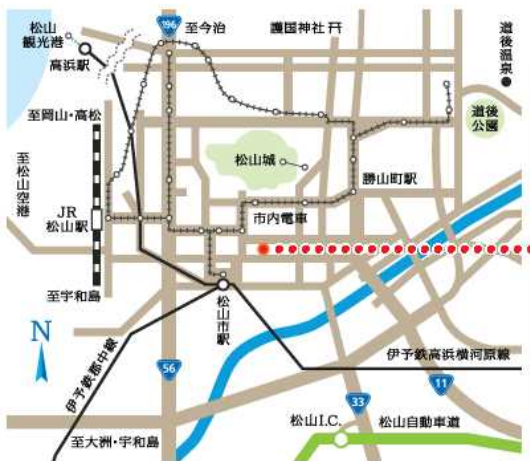 松山
観光港
高浜駅
196
至今治
護国神社
道後温泉
至岡山・高松
道後
公園
松山城
至松山空港
勝山町駅
JR
松山駅
市内電車
至宇和島
松山市駅
N
伊予鉄郡中線
伊予鉄高浜横河原線
56
11
33
松山I.C.
松山自動車道
至大洲・宇和島